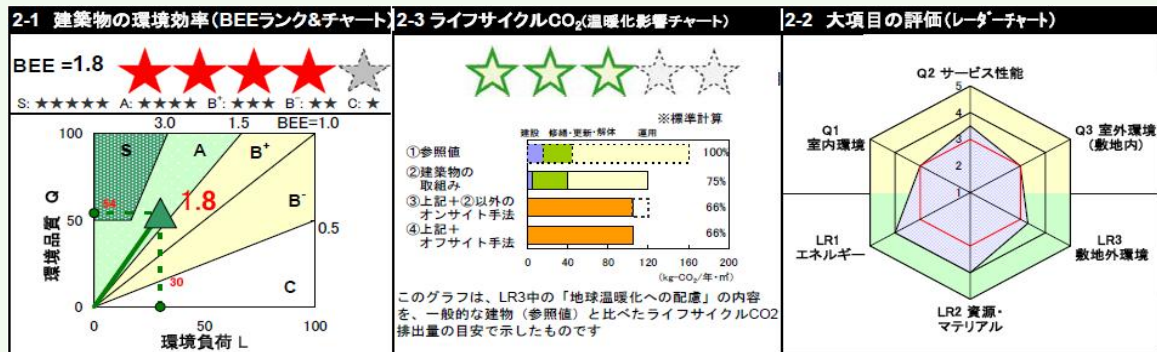 2-1 建築物の環境効率(BEEランク&チャート)
BEE =1.8
S: ★★★★★ A: ★★★★ B⁺: ★★★ B⁻: ★★ C: ★
3.0 1.5 BEE=1.0
100
S A B⁺
1.8
54
B⁻
環境品質 Q
50
0.5
30
C
0
0 50 100
環境負荷 L
2-3 ライフサイクルCO₂(温暖化影響チャート)
※標準計算
建設 修繕・更新・解体 運用
①参照値 100%
②建築物の
取組み 75%
③上記+②以外の
オンサイト手法 66%
④上記+
オフサイト手法 66%
0 40 80 120 160 200
(kg-CO₂/年・㎡)
このグラフは、LR3中の「地球温暖化への配慮」の内容
を、一般的な建物(参照値)と比べたライフサイクルCO2
排出量の目安で示したものです
2-2 大項目の評価(レーダーチャート)
Q2 サービス性能
5
4
Q1
室内環境
3
Q3 室外環境
(敷地内)
2
1
LR1
エネルギー
LR3
敷地外環境
LR2 資源・
マテリアル